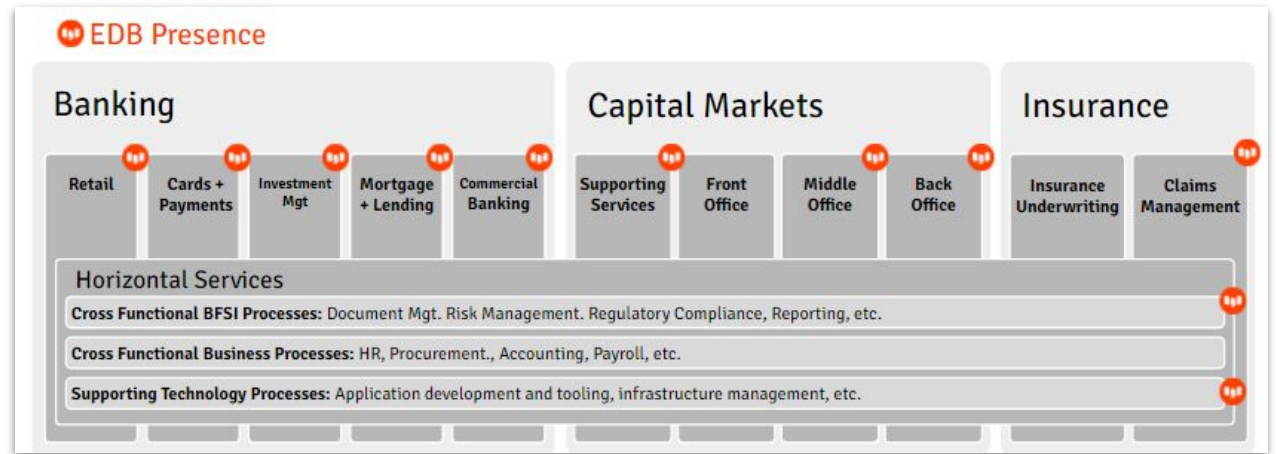 EDB Presence
Banking
Capital Markets
Insurance
Retail
Cards +
Payments
Investment
Mgt
Mortgage
+ Lending
Commercial
Banking
Supporting
Services
Front
Office
Middle
Office
Back
Office
Insurance
Underwriting
Claims
Management
Horizontal Services
Cross Functional BFSI Processes: Document Mgt. Risk Management. Regulatory Compliance, Reporting, etc.
Cross Functional Business Processes: HR, Procurement., Accounting, Payroll, etc.
Supporting Technology Processes: Application development and tooling, infrastructure management, etc.